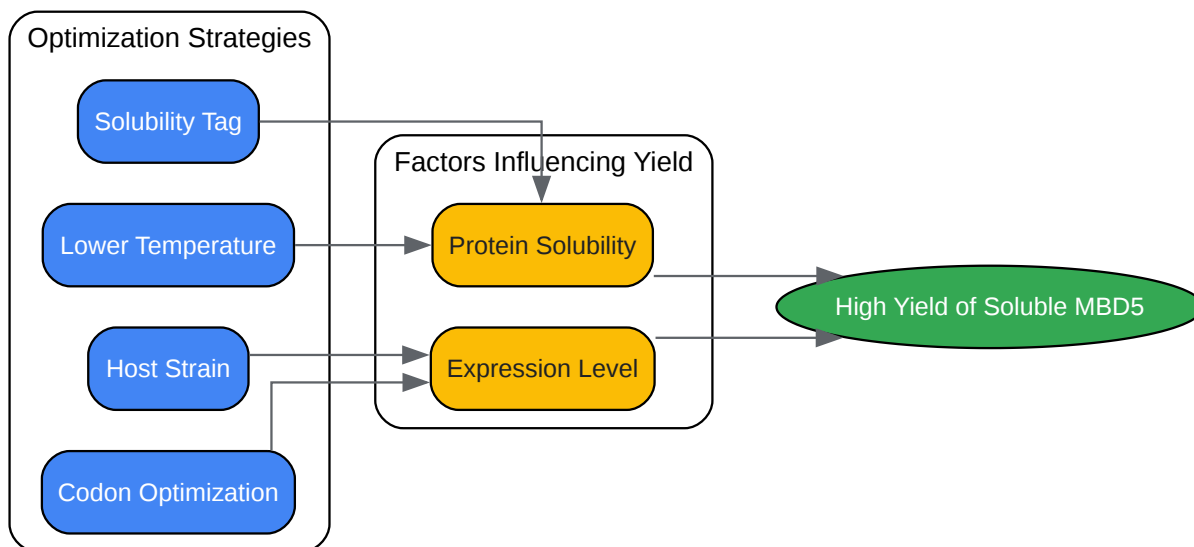 Optimization Strategies
Solubility Tag
Lower Temperature
Host Strain
Codon Optimization
Factors Influencing Yield
Protein Solubility
Expression Level
High Yield of Soluble MBD5